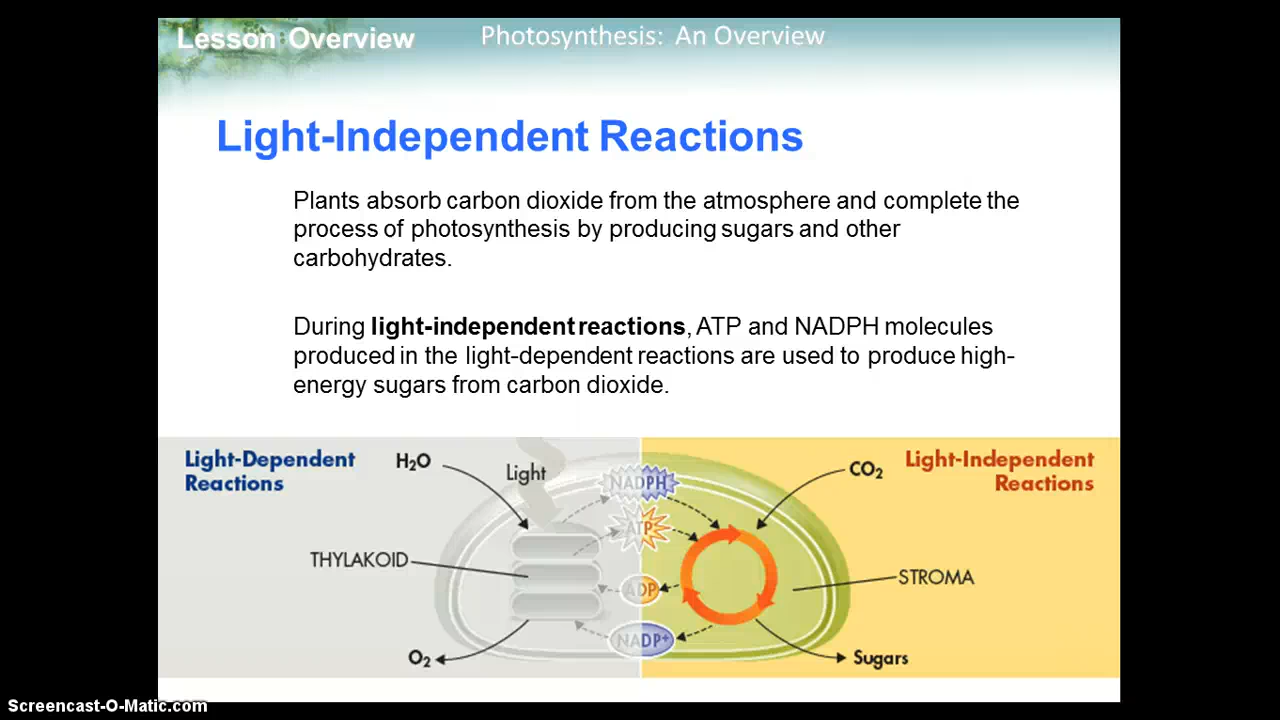 Lesson Overview Photosynthesis: An Overview
Light-Independent Reactions
Plants absorb carbon dioxide from the atmosphere and complete the
process of photosynthesis by producing sugars and other
carbohydrates.
During light-independent reactions, ATP and NADPH molecules
produced in the light-dependent reactions are used to produce high-
energy sugars from carbon dioxide.
Light-Dependent
Reactions
H₂O
Light
NADPH
CO₂
Light-Independent
Reactions
ATP
THYLAKOID
STROMA
ADP
NADP⁺
O₂
Sugars
Screencast-O-Matic.com